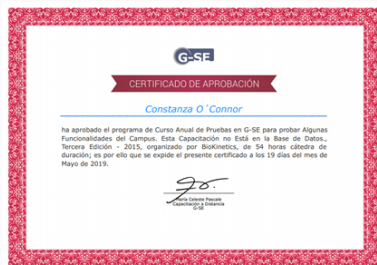 G-SE
CERTIFICADO DE APROBACIÓN
Constanza O´Connor
ha aprobado el programa de Curso Anual de Pruebas en G-SE para probar Algunas
Funcionalidades del Campus. Esta Capacitación no Está en la Base de Datos.,
Tercera Edición - 2015, organizado por BioKinetics, de 54 horas cátedra de
duración; es por ello que se expide el presente certificado a los 19 días del mes de
Mayo de 2019.
María Celeste Pascale
Capacitación a Distancia
G-SE